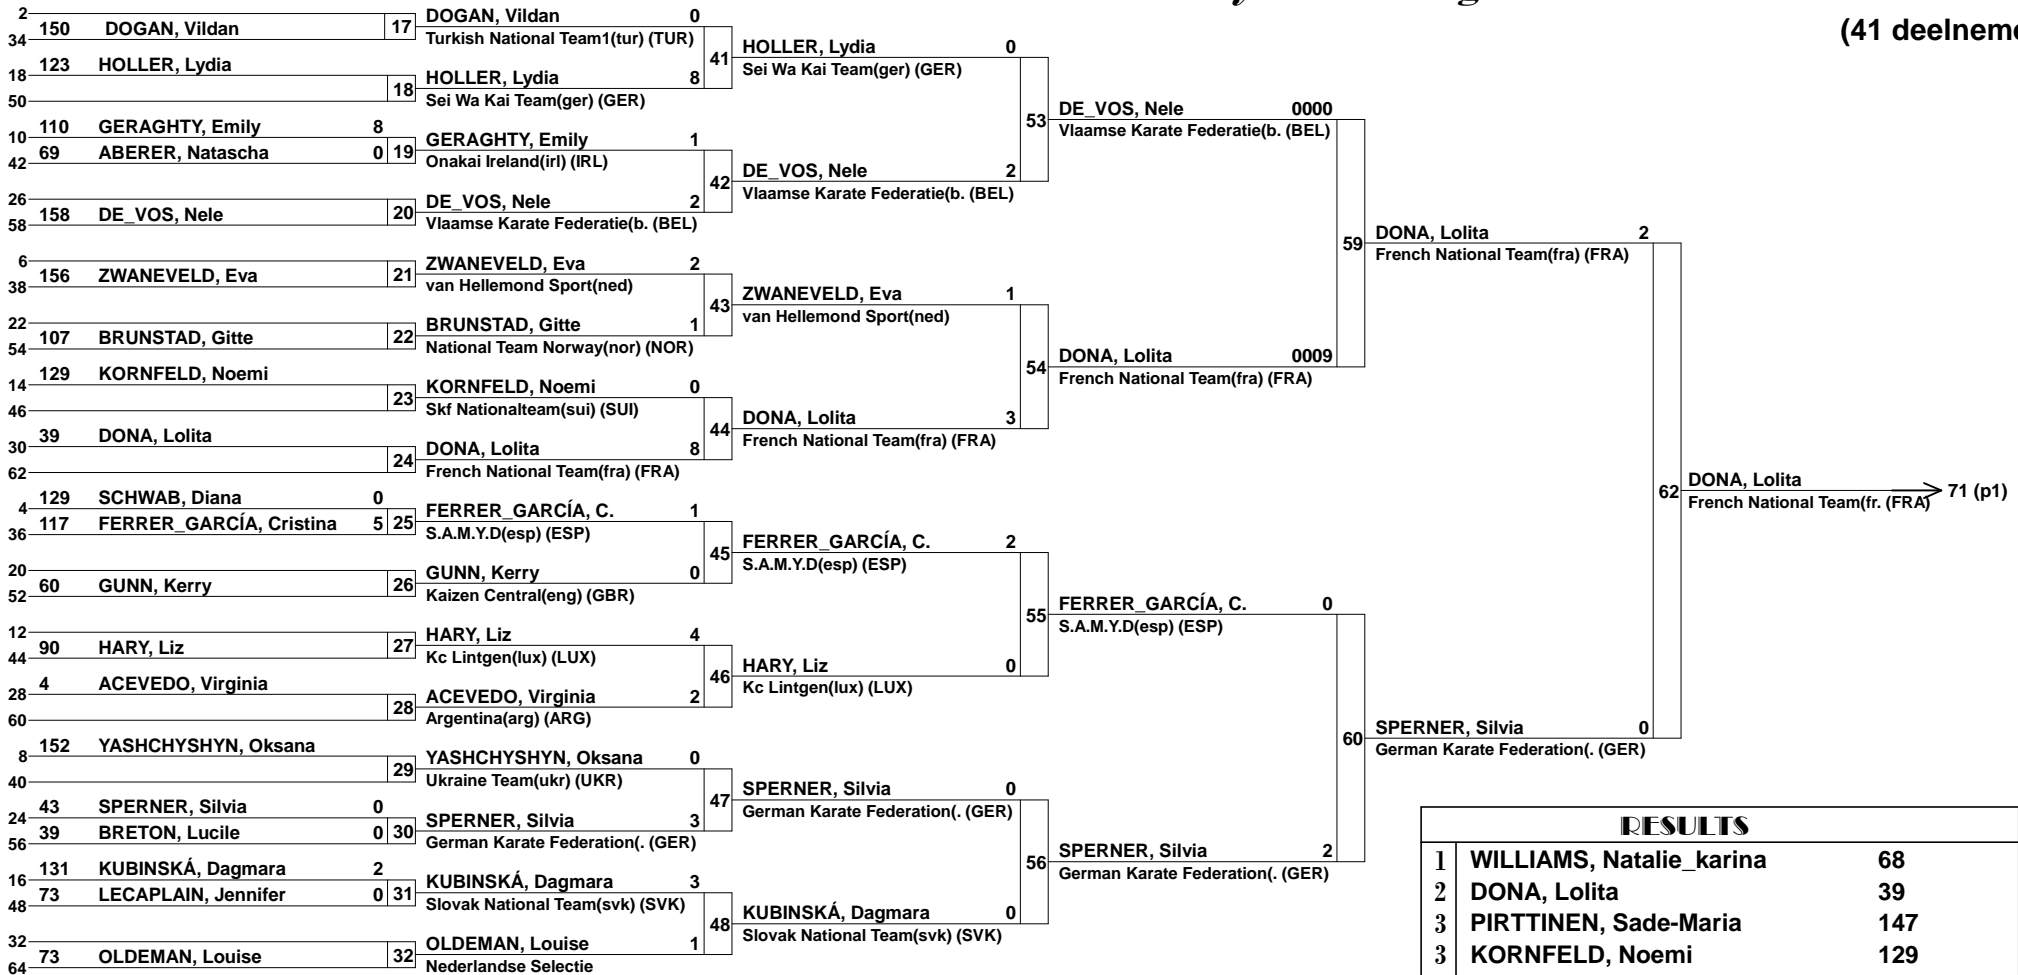 (41 deelneme
2
150 DOGAN, Vildan 17
34
DOGAN, Vildan 0
Turkish National Team1(tur) (TUR)
41
HOLLER, Lydia 0
Sei Wa Kai Team(ger) (GER)
123 HOLLER, Lydia
18
50
18
HOLLER, Lydia 8
Sei Wa Kai Team(ger) (GER)
53
DE_VOS, Nele 0000
Vlaamse Karate Federatie(b. (BEL)
110 GERAGHTY, Emily 8
10
69 ABERER, Natascha 0 19
42
GERAGHTY, Emily 1
Onakai Ireland(irl) (IRL)
42
DE_VOS, Nele 2
Vlaamse Karate Federatie(b. (BEL)
26
158 DE_VOS, Nele 20
58
DE_VOS, Nele 2
Vlaamse Karate Federatie(b. (BEL)
59
DONA, Lolita 2
French National Team(fra) (FRA)
6
156 ZWANEVELD, Eva 21
38
ZWANEVELD, Eva 2
van Hellemond Sport(ned)
43
ZWANEVELD, Eva 1
van Hellemond Sport(ned)
22
107 BRUNSTAD, Gitte 22
54
BRUNSTAD, Gitte 1
National Team Norway(nor) (NOR)
54
DONA, Lolita 0009
French National Team(fra) (FRA)
129 KORNFELD, Noemi
14
46
23
KORNFELD, Noemi 0
Skf Nationalteam(sui) (SUI)
44
DONA, Lolita 3
French National Team(fra) (FRA)
39 DONA, Lolita
30
62
24
DONA, Lolita 8
French National Team(fra) (FRA)
62
DONA, Lolita
French National Team(fr. (FRA)
71 (p1)
129 SCHWAB, Diana 0
4
117 FERRER_GARCÍA, Cristina 5 25
36
FERRER_GARCÍA, C. 1
S.A.M.Y.D(esp) (ESP)
45
FERRER_GARCÍA, C. 2
S.A.M.Y.D(esp) (ESP)
20
60 GUNN, Kerry 26
52
GUNN, Kerry 0
Kaizen Central(eng) (GBR)
55
FERRER_GARCÍA, C. 0
S.A.M.Y.D(esp) (ESP)
12
90 HARY, Liz 27
44
HARY, Liz 4
Kc Lintgen(lux) (LUX)
46
HARY, Liz 0
Kc Lintgen(lux) (LUX)
4 ACEVEDO, Virginia
28
60
28
ACEVEDO, Virginia 2
Argentina(arg) (ARG)
60
SPERNER, Silvia 0
German Karate Federation(. (GER)
152 YASHCHYSHYN, Oksana
8
40
29
YASHCHYSHYN, Oksana 0
Ukraine Team(ukr) (UKR)
47
SPERNER, Silvia 0
German Karate Federation(. (GER)
43 SPERNER, Silvia 0
24
39 BRETON, Lucile 0 30
56
SPERNER, Silvia 3
German Karate Federation(. (GER)
56
SPERNER, Silvia 2
German Karate Federation(. (GER)
131 KUBINSKÁ, Dagmara 2
16
73 LECAPLAIN, Jennifer 0 31
48
KUBINSKÁ, Dagmara 3
Slovak National Team(svk) (SVK)
48
KUBINSKÁ, Dagmara 0
Slovak National Team(svk) (SVK)
32
73 OLDEMAN, Louise 32
64
OLDEMAN, Louise 1
Nederlandse Selectie
RESULTS
1 WILLIAMS, Natalie_karina 68
2 DONA, Lolita 39
3 PIRTTINEN, Sade-Maria 147
3 KORNFELD, Noemi 129